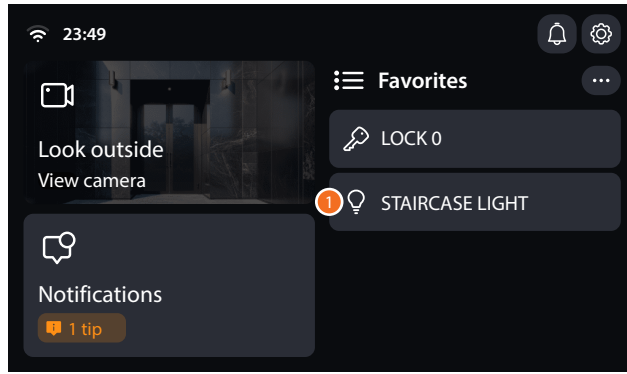 23:49
Look outside
View camera
Notifications
1 tip
Favorites
LOCK 0
1 STAIRCASE LIGHT